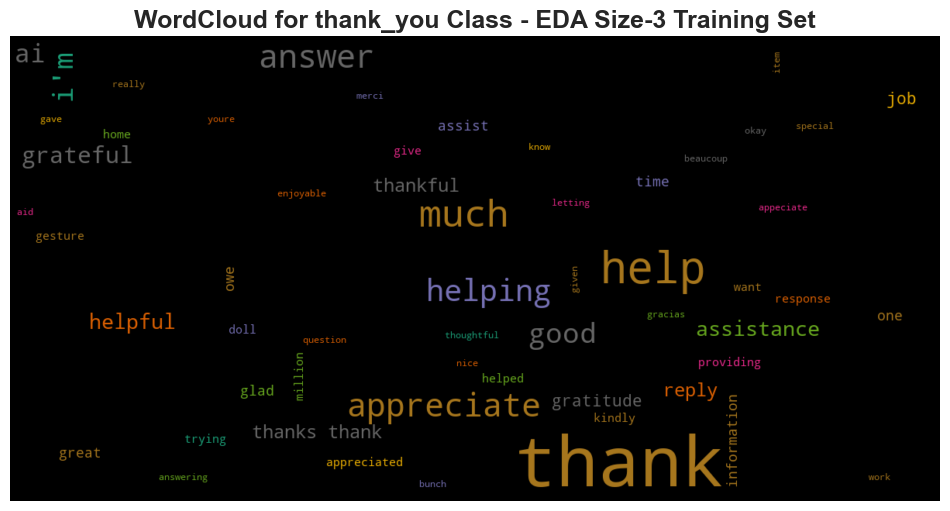 WordCloud for thank_you Class - EDA Size-3 Training Set
ai
i'm
answer
item
really
merci
job
gave
youre
assist
know
okay
special
home
give
beaucoup
grateful
thankful
time
enjoyable
letting
appeciate
aid
much
gesture
owe
help
given
helping
want
response
helpful
doll
gracias
one
question
thoughtful
good
assistance
nice
providing
million
glad
helped
reply
appreciate
gratitude
kindly
information
thanks thank
trying
great
appreciated
thank
answering
bunch
work